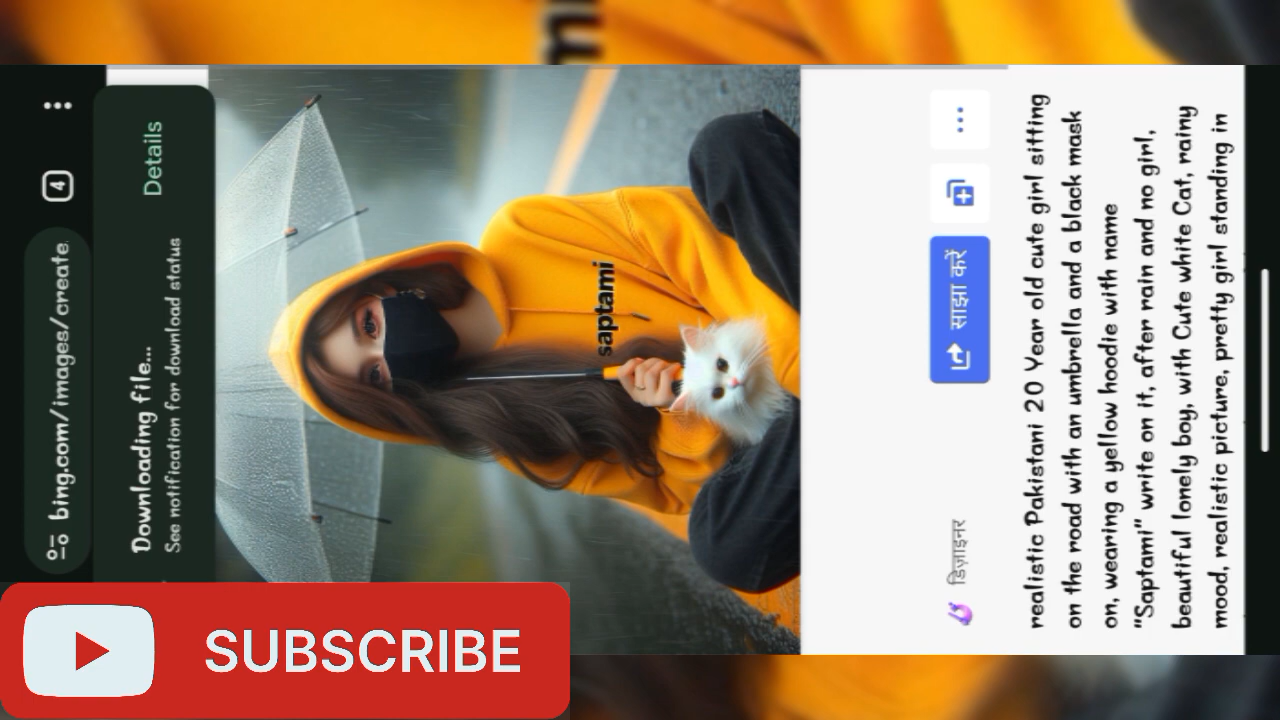 4
bing.com/images/create
Downloading file...
See notification for download status
Details
saptami
डिज़ाइनर
साझा करें
realistic Pakistani 20 Year old cute girl sitting
on the road with an umbrella and a black mask
on, wearing a yellow hoodie with name
"Saptami" write on it, after rain and no girl,
beautiful lonely boy, with Cute white Cat, rainy
mood, realistic picture, pretty girl standing in
SUBSCRIBE